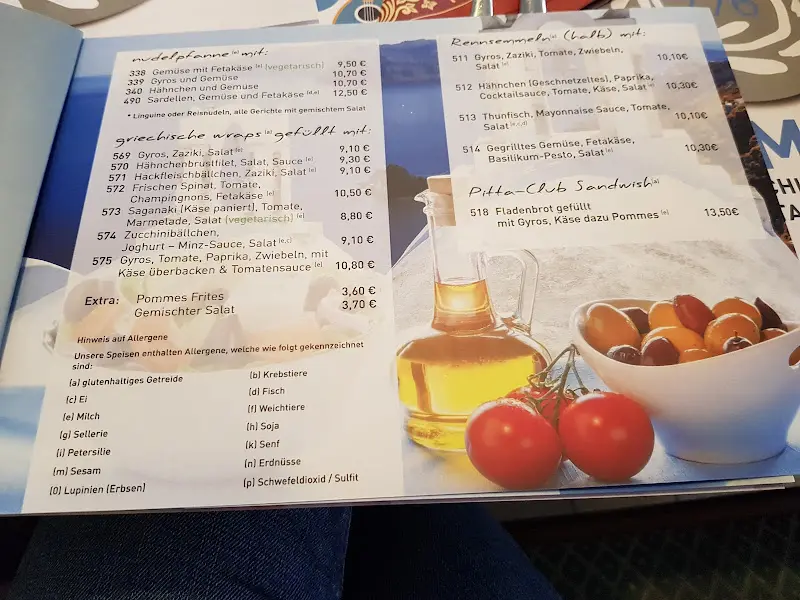 nudelpfanne (a) mit:
338 Gemüse mit Fetakäse (e) (vegetarisch) 9,50 €
339 Gyros und Gemüse 10,70 €
340 Hähnchen und Gemüse 10,70 €
490 Sardellen, Gemüse und Fetakäse (d,e) 12,50 €
* Linguine oder Reisnudeln, alle Gerichte mit gemischtem Salat
griechische wraps (a) gefüllt mit:
569 Gyros, Zaziki, Salat (e) 9,10 €
570 Hähnchenbrustfilet, Salat, Sauce (e) 9,30 €
571 Hackfleischbällchen, Zaziki, Salat (e) 9,10 €
572 Frischen Spinat, Tomate,
Champingnons, Fetakäse (e) 10,50 €
573 Saganaki (Käse paniert), Tomate,
Marmelade, Salat (vegetarisch) (e) 8,80 €
574 Zucchinibällchen,
Joghurt – Minz-Sauce, Salat (e,c) 9,10 €
575 Gyros, Tomate, Paprika, Zwiebeln, mit
Käse überbacken & Tomatensauce (e) 10,80 €
Extra: Pommes Frites 3,60 €
Gemischter Salat 3,70 €
Hinweis auf Allergene
Unsere Speisen enthalten Allergene, welche wie folgt gekennzeichnet
sind:
(a) glutenhaltiges Getreide
(b) Krebstiere
(c) Ei
(d) Fisch
(e) Milch
(f) Weichtiere
(g) Sellerie
(h) Soja
(i) Petersilie
(k) Senf
(m) Sesam
(n) Erdnüsse
(0) Lupinien (Erbsen)
(p) Schwefeldioxid / Sulfit
Rennsemmeln (a) (halb) mit:
511 Gyros, Zaziki, Tomate, Zwiebeln,
Salat (e) 10,10€
512 Hähnchen (Geschnetzeltes), Paprika,
Cocktailsauce, Tomate, Käse, Salat (e) 10,30€
513 Thunfisch, Mayonnaise Sauce, Tomate,
Salat (e,c,d) 10,10€
514 Gegrilltes Gemüse, Fetakäse,
Basilikum-Pesto, Salat (e) 10,30€
Pitta-Club Sandwish (a)
518 Fladenbrot gefüllt
mit Gyros, Käse dazu Pommes (e) 13,50€